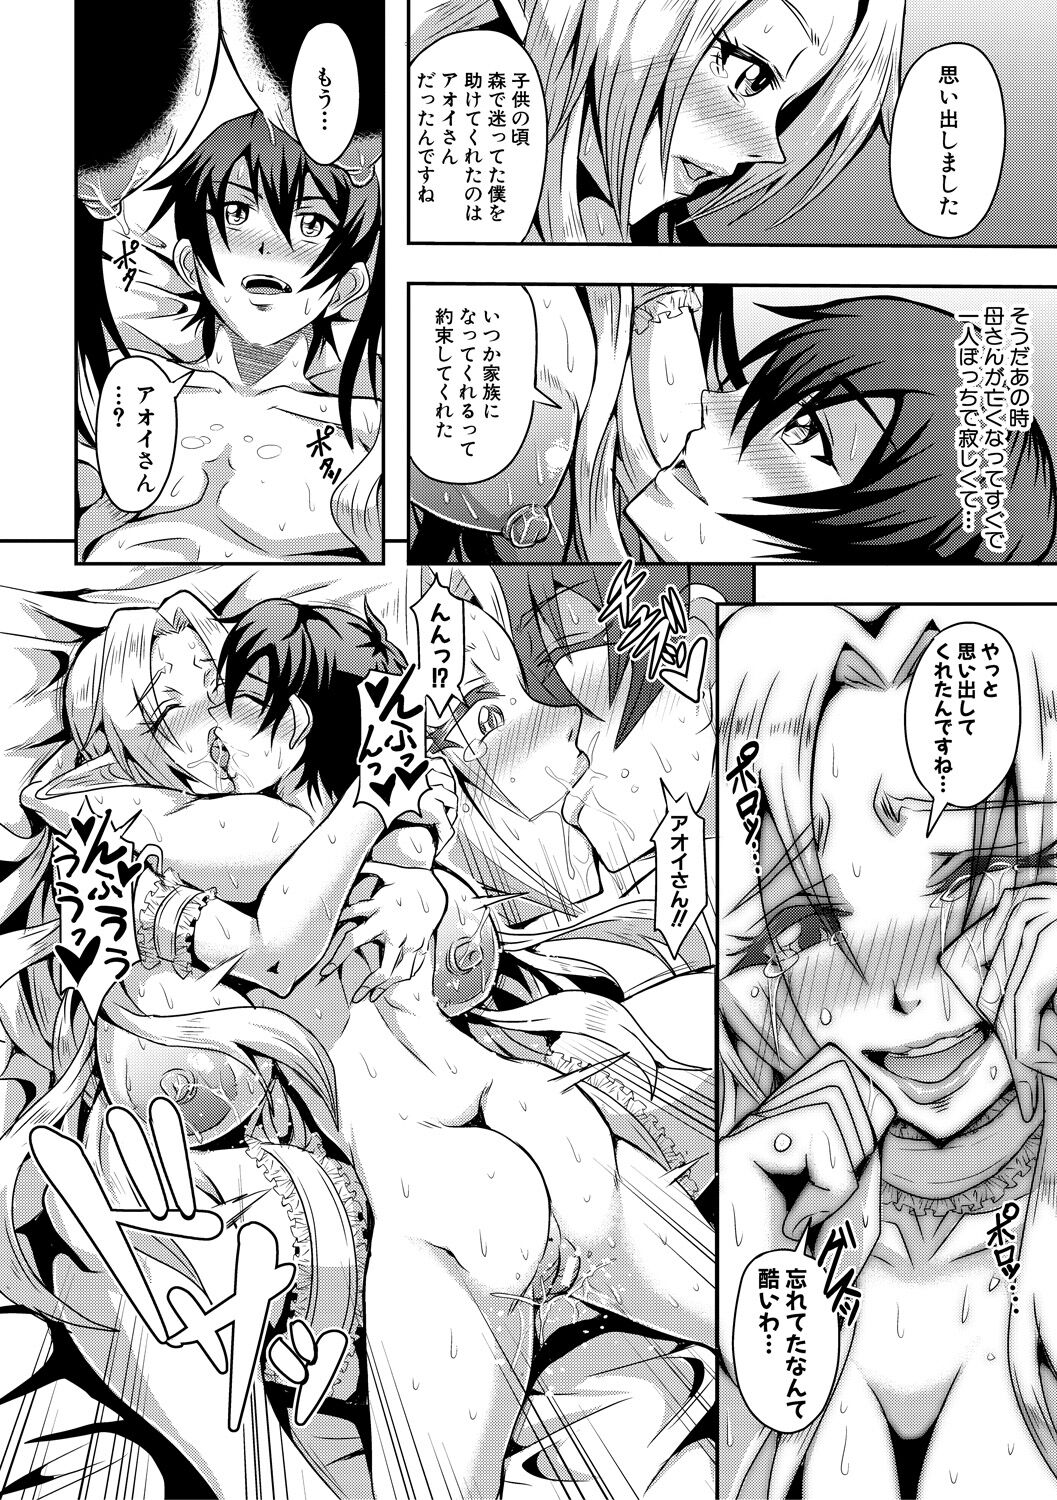 思い出しました
子供の頃
森で迷ってた僕を
助けてくれたのは
アオイさん
だったんですね
そうだあの時
母さんが亡くなってすぐで
一人ぼっちで寂しくて…
いつか家族に
なってくれるって
約束してくれた
もう…
ポタ
ポタッ
アオイさん
…?
やっと
思い出して
くれたんですね…
ポロッ…
ポロッ…
グスッ
忘れてたなんて
酷いわ…
アオイさん!!
んんっ!?
んふっ
んっ
んふぅぅ
うううっ